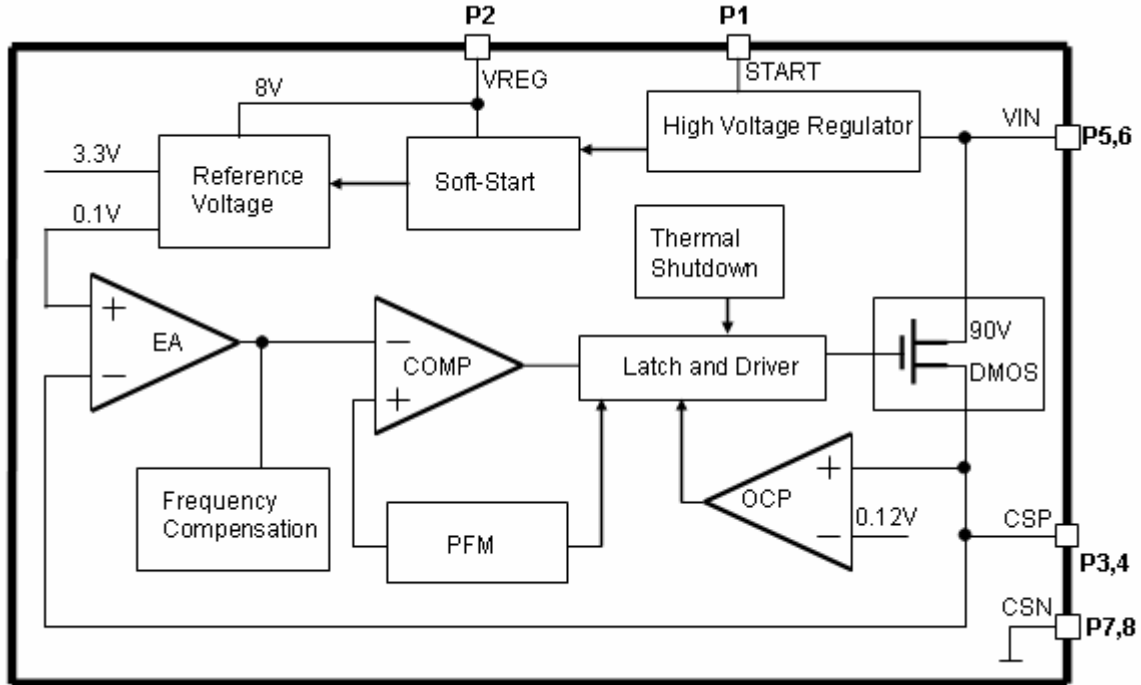 P2
P1
VREG
START
8V
High Voltage Regulator
VIN
P5,6
3.3V
Reference
Voltage
Soft-Start
0.1V
Thermal
Shutdown
+
EA
−
−
COMP
+
Latch and Driver
90V
DMOS
Frequency
Compensation
PFM
+
OCP
−
0.12V
CSP
P3,4
CSN
P7,8